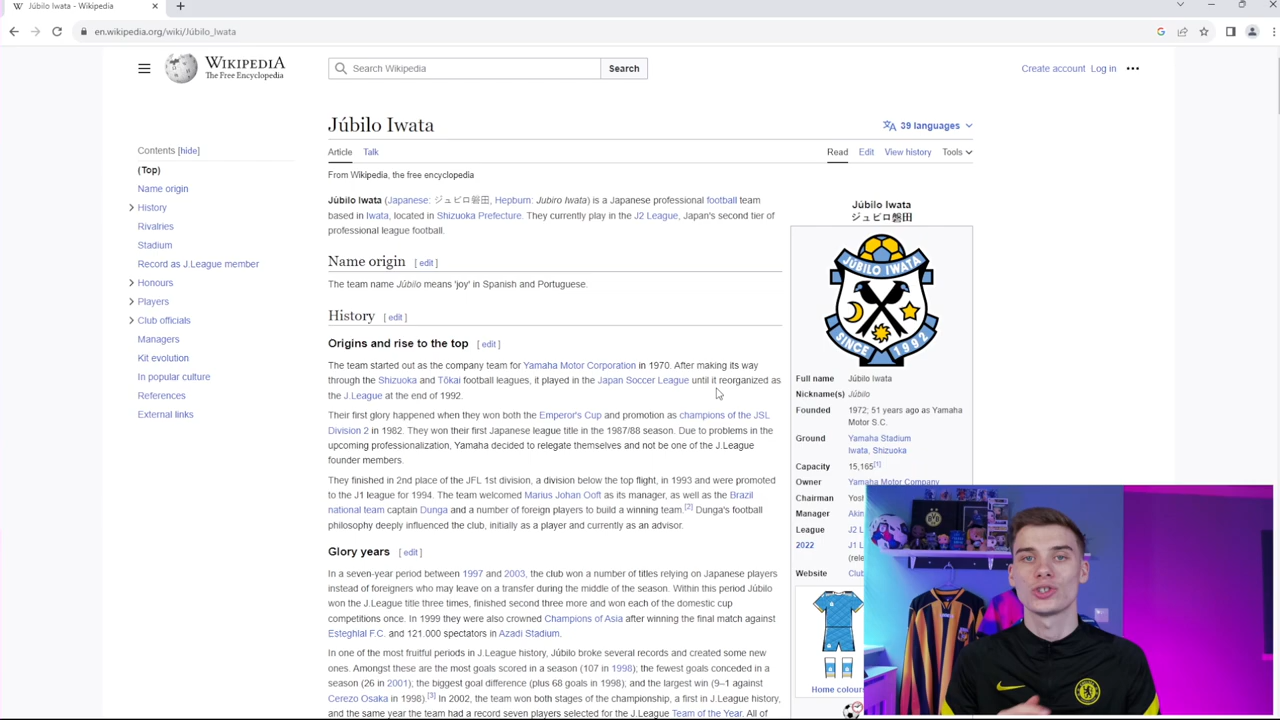 Júbilo Iwata - Wikipedia
en.wikipedia.org/wiki/Júbilo_Iwata
WIKIPEDIA
The Free Encyclopedia
Search Wikipedia
Search
Create account Log in
Júbilo Iwata
39 languages
Article Talk
Read Edit View history Tools
From Wikipedia, the free encyclopedia
Contents [hide]
(Top)
Name origin
History
Rivalries
Stadium
Record as J.League member
Honours
Players
Club officials
Managers
Kit evolution
In popular culture
References
External links
Júbilo Iwata (Japanese: ジュビロ磐田, Hepburn: Jubiro Iwata) is a Japanese professional football team
based in Iwata, located in Shizuoka Prefecture. They currently play in the J2 League, Japan's second tier of
professional league football.
Name origin [ edit ]
The team name Júbilo means 'joy' in Spanish and Portuguese.
History [ edit ]
Origins and rise to the top [ edit ]
The team started out as the company team for Yamaha Motor Corporation in 1970. After making its way
through the Shizuoka and Tōkai football leagues, it played in the Japan Soccer League until it reorganized as
the J.League at the end of 1992.
Their first glory happened when they won both the Emperor's Cup and promotion as champions of the JSL
Division 2 in 1982. They won their first Japanese league title in the 1987/88 season. Due to problems in the
upcoming professionalization, Yamaha decided to relegate themselves and not be one of the J.League
founder members.
They finished in 2nd place of the JFL 1st division, a division below the top flight, in 1993 and were promoted
to the J1 league for 1994. The team welcomed Marius Johan Ooft as its manager, as well as the Brazil
national team captain Dunga and a number of foreign players to build a winning team.[2] Dunga's football
philosophy deeply influenced the club, initially as a player and currently as an advisor.
Glory years [ edit ]
In a seven-year period between 1997 and 2003, the club won a number of titles relying on Japanese players
instead of foreigners who may leave on a transfer during the middle of the season. Within this period Júbilo
won the J.League title three times, finished second three more and won each of the domestic cup
competitions once. In 1999 they were also crowned Champions of Asia after winning the final match against
Esteghlal F.C. and 121.000 spectators in Azadi Stadium.
In one of the most fruitful periods in J.League history, Júbilo broke several records and created some new
ones. Amongst these are the most goals scored in a season (107 in 1998); the fewest goals conceded in a
season (26 in 2001); the biggest goal difference (plus 68 goals in 1998); and the largest win (9–1 against
Cerezo Osaka in 1998).[3] In 2002, the team won both stages of the championship, a first in J.League history,
and the same year the team had a record seven players selected for the J.League Team of the Year. All of
Júbilo Iwata
ジュビロ磐田
JÚBILO IWATA
SINCE 1992
Full name Júbilo Iwata
Nickname(s) Júbilo
Founded 1972; 51 years ago as Yamaha
Motor S.C.
Ground Yamaha Stadium
Iwata, Shizuoka
Capacity 15,165[1]
Owner Yamaha Motor Company
Chairman Yosh
Manager Akin
League J2 L
2022 J1 L
(rele
Website Club
Home colours